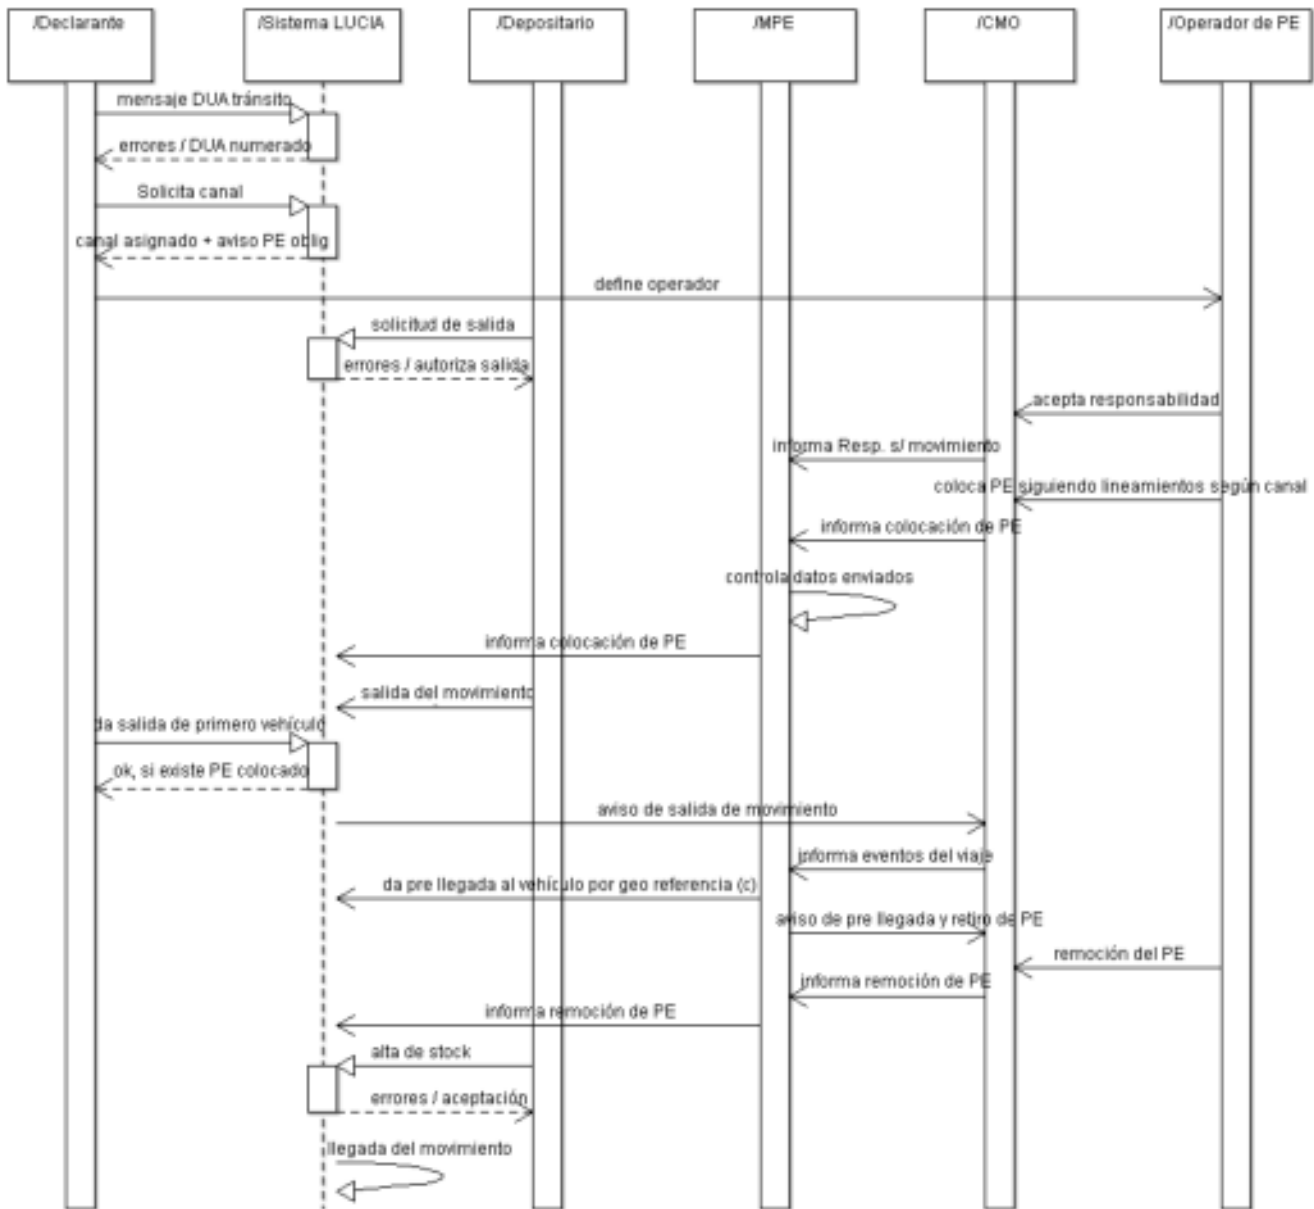 /Declarante
/Sistema LUCIA
/Depositario
/MPE
/CMO
/Operador de PE
mensaje DUA tránsito
errores / DUA numerado
Solicita canal
canal asignado + aviso PE oblig
define operador
solicitud de salida
errores / autoriza salida
acepta responsabilidad
informa Resp. s/ movimiento
coloca PE siguiendo lineamientos según canal
informa colocación de PE
controla datos enviados
informa colocación de PE
salida del movimiento
da salida de primero vehículo
ok, si existe PE colocado
aviso de salida de movimiento
informa eventos del viaje
da pre llegada al vehículo por geo referencia (c)
aviso de pre llegada y retiro de PE
remoción del PE
informa remoción de PE
informa remoción de PE
alta de stock
errores / aceptación
llegada del movimiento